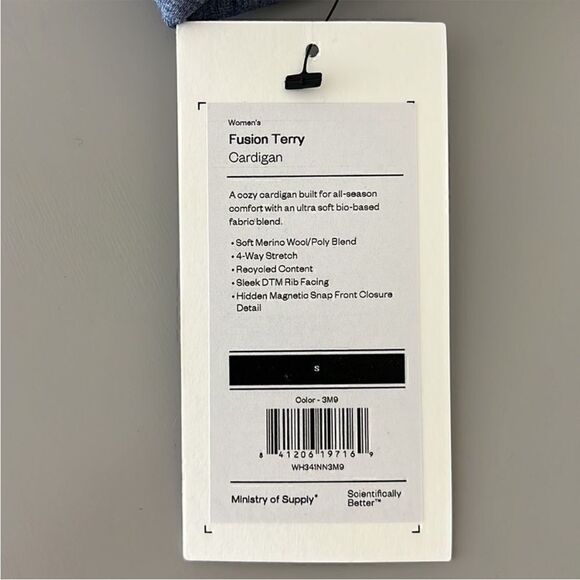 Women's
Fusion Terry
Cardigan
A cozy cardigan built for all-season
comfort with an ultra soft bio-based
fabric blend.
• Soft Merino Wool/Poly Blend
• 4-Way Stretch
• Recycled Content
• Sleek DTM Rib Facing
• Hidden Magnetic Snap Front Closure
Detail
S
Color - 3M9
8 41206 19716 9
WH341NN3M9
Ministry of Supply*
Scientifically
Better™